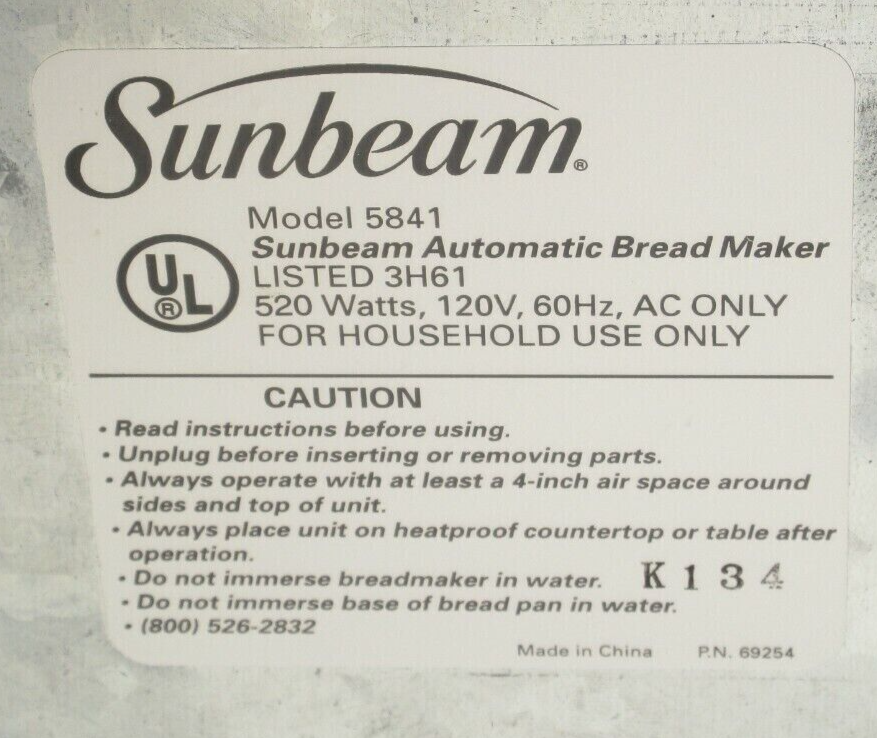 Sunbeam®
Model 5841
Sunbeam Automatic Bread Maker
UL® LISTED 3H61
520 Watts, 120V, 60Hz, AC ONLY
FOR HOUSEHOLD USE ONLY
CAUTION
• Read instructions before using.
• Unplug before inserting or removing parts.
• Always operate with at least a 4-inch air space around
sides and top of unit.
• Always place unit on heatproof countertop or table after
operation.
• Do not immerse breadmaker in water. K 1 3 4
• Do not immerse base of bread pan in water.
• (800) 526-2832
Made in China P.N. 69254